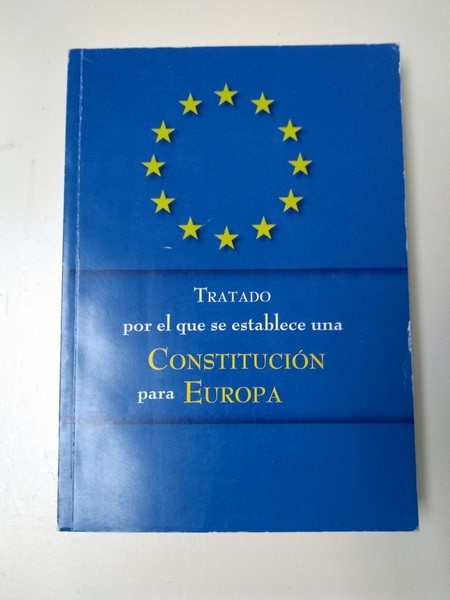 TRATADO
por el que se establece una
CONSTITUCIÓN
para EUROPA